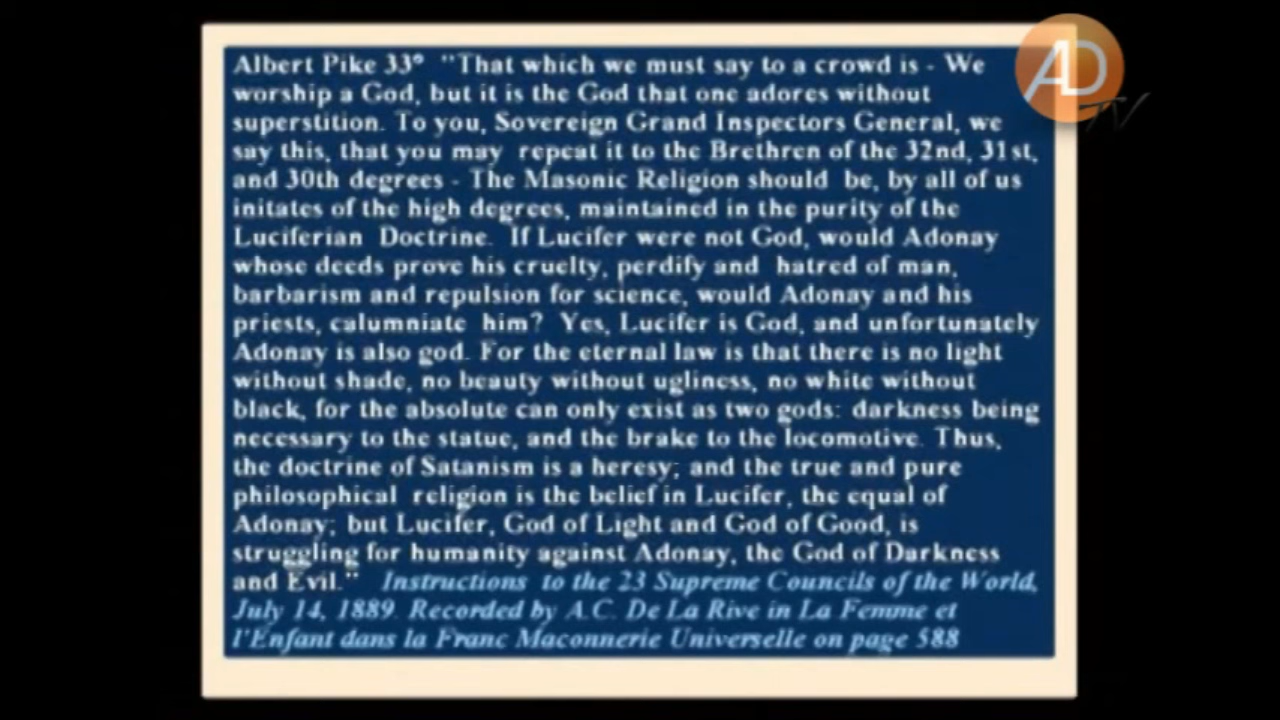 Albert Pike 33° "That which we must say to a crowd is - We
worship a God, but it is the God that one adores without
superstition. To you, Sovereign Grand Inspectors General, we
say this, that you may repeat it to the Brethren of the 32nd, 31st,
and 30th degrees - The Masonic Religion should be, by all of us
initates of the high degrees, maintained in the purity of the
Luciferian Doctrine. If Lucifer were not God, would Adonay
whose deeds prove his cruelty, perdify and hatred of man,
barbarism and repulsion for science, would Adonay and his
priests, calumniate him? Yes, Lucifer is God, and unfortunately
Adonay is also god. For the eternal law is that there is no light
without shade, no beauty without ugliness, no white without
black, for the absolute can only exist as two gods: darkness being
necessary to the statue, and the brake to the locomotive. Thus,
the doctrine of Satanism is a heresy; and the true and pure
philosophical religion is the belief in Lucifer, the equal of
Adonay; but Lucifer, God of Light and God of Good, is
struggling for humanity against Adonay, the God of Darkness
and Evil." Instructions to the 23 Supreme Councils of the World,
July 14, 1889. Recorded by A.C. De La Rive in La Femme et
l'Enfant dans la Franc Maconnerie Universelle on page 588
AD
TV